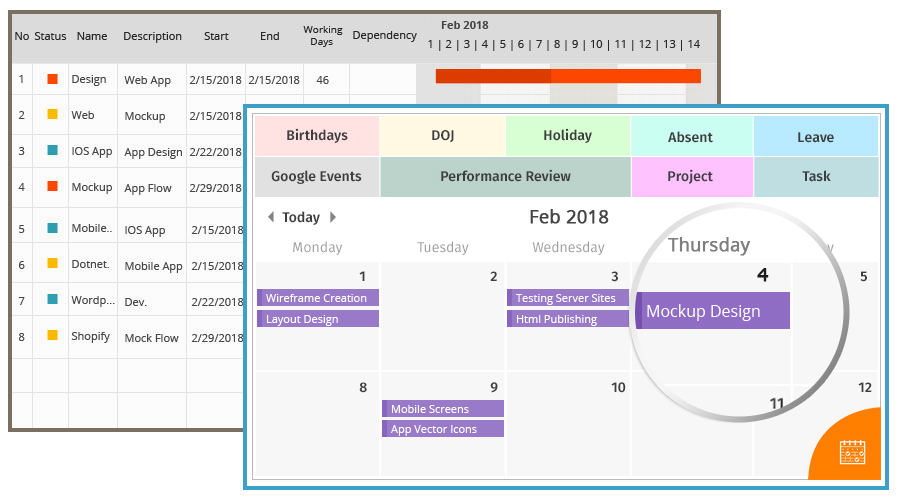 Feb 2018
No Status Name Description Start End Working Days Dependency 1 | 2 | 3 | 4 | 5 | 6 | 7 | 8 | 9 | 10 | 11 | 12 | 13 | 14
1 Design Web App 2/15/2018 2/15/2018 46
2 Web Mockup 2/15/2018
3 IOS App App Design 2/22/2018
4 Mockup App Flow 2/29/2018
5 Mobile.. IOS App 2/15/2018
6 Dotnet. Mobile App 2/15/2018
7 Wordp... Dev. 2/22/2018
8 Shopify Mock Flow 2/29/2018
Birthdays DOJ Holiday Absent Leave
Google Events Performance Review Project Task
Today Feb 2018
Monday Tuesday Wednesday Thursday
1 2 3 4 5
Wireframe Creation Testing Server Sites Mockup Design
Layout Design Html Publishing
8 9 10 11 12
Mobile Screens
App Vector Icons